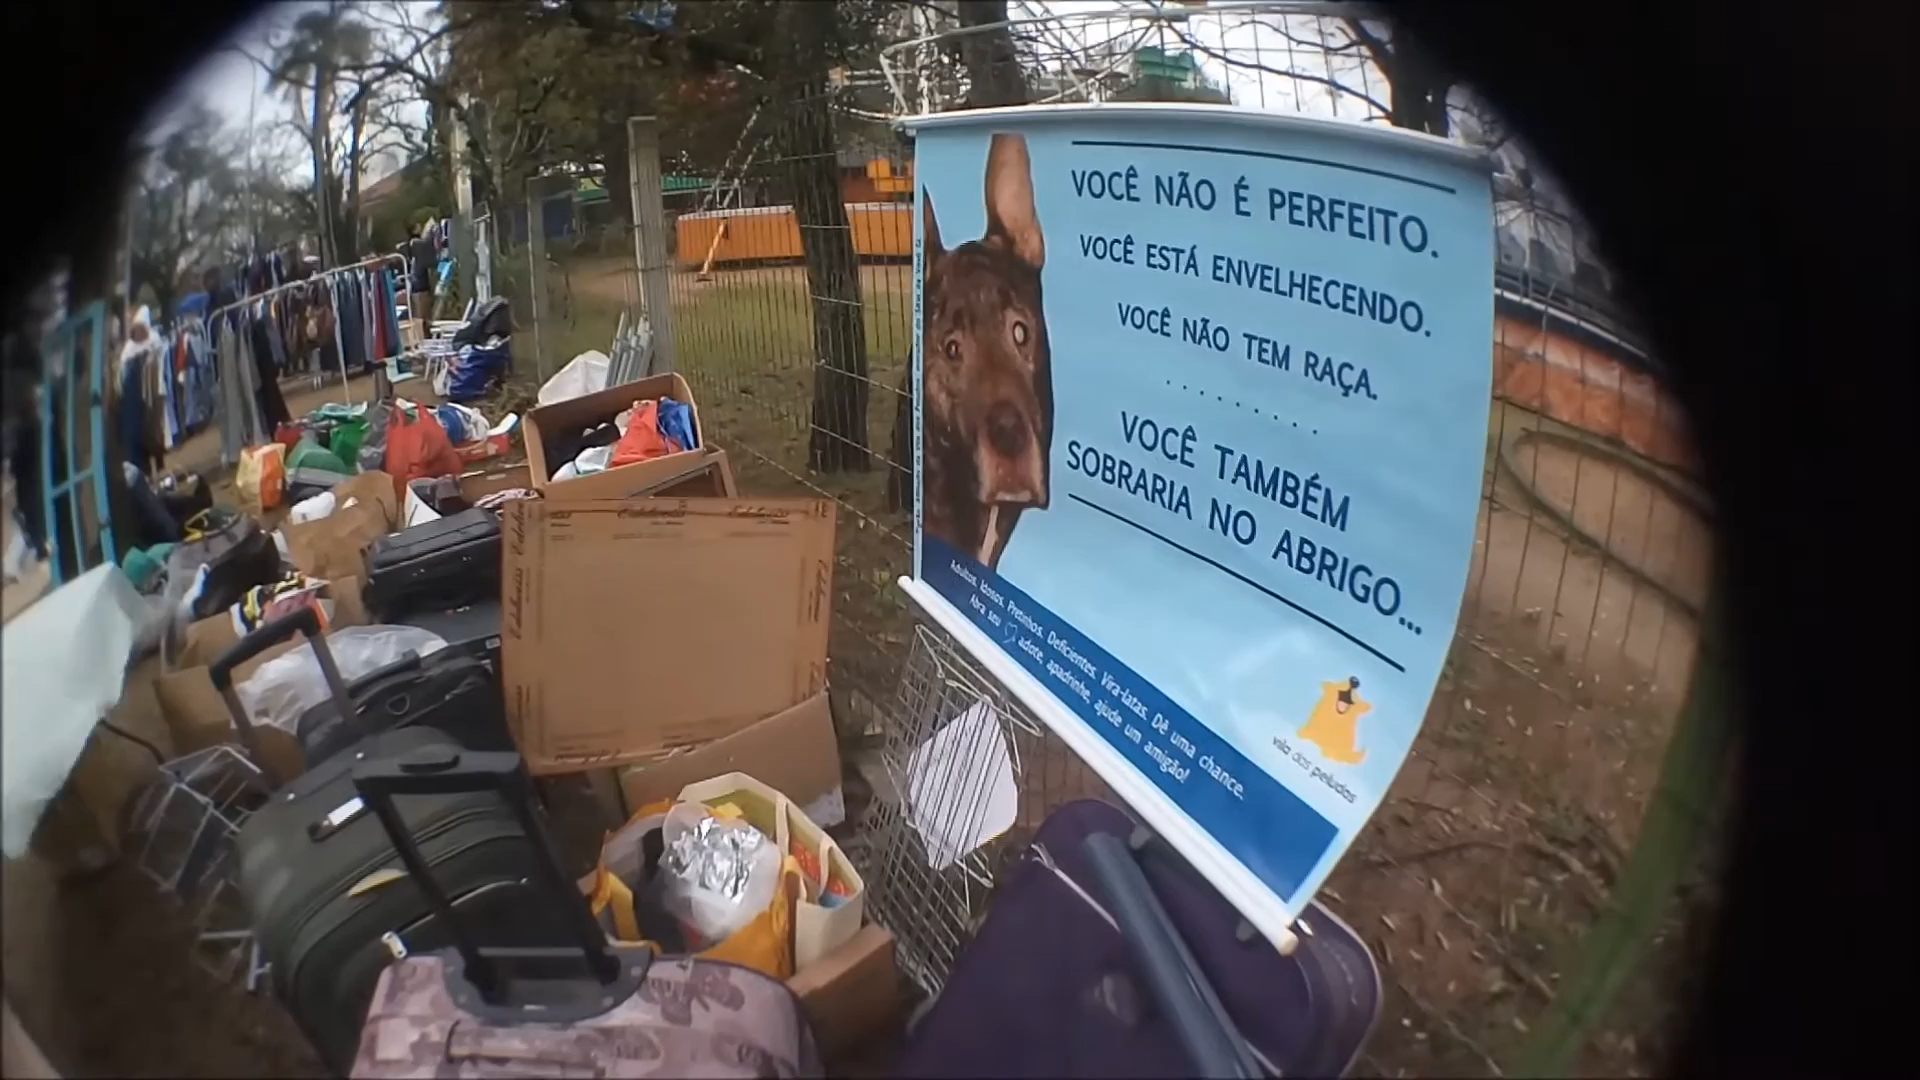 VOCÊ NÃO É PERFEITO.
VOCÊ ESTÁ ENVELHECENDO.
VOCÊ NÃO TEM RAÇA.
........
VOCÊ TAMBÉM
SOBRARIA NO ABRIGO...
Adultos. Idosos. Pretinhos. Deficientes. Vira-latas. Dê uma chance.
Abra seu ♡ adote, apadrinhe, ajude um amigão!
vila dos peludos